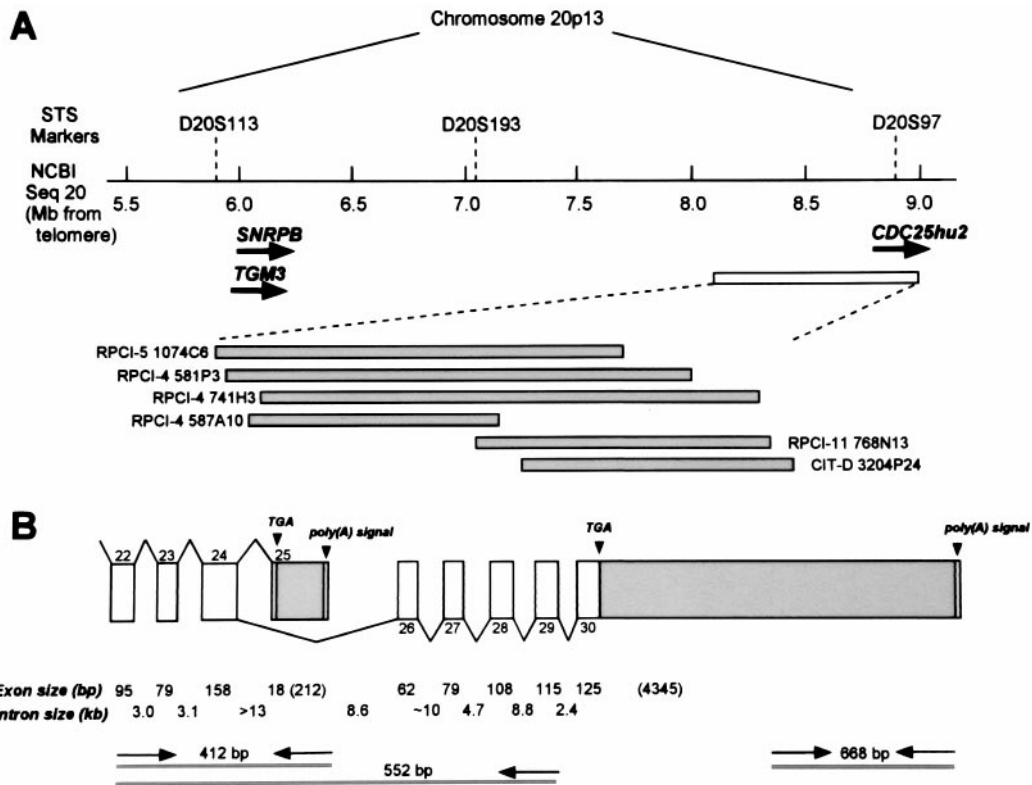 A
Chromosome 20p13
STS
Markers
D20S113 D20S193 D20S97
NCBI
Seq 20
(Mb from
telomere)
5.5 6.0 6.5 7.0 7.5 8.0 8.5 9.0
SNRPB CDC25hu2
TGM3
RPCI-5 1074C6
RPCI-4 581P3
RPCI-4 741H3
RPCI-4 587A10
RPCI-11 768N13
CIT-D 3204P24
B
TGA poly(A) signal TGA poly(A) signal
22 23 24 25
26 27 28 29 30
Exon size (bp) 95 79 158 18 (212) 62 79 108 115 125 (4345)
ntron size (kb) 3.0 3.1 >13 8.6 ~10 4.7 8.8 2.4
412 bp 668 bp
552 bp